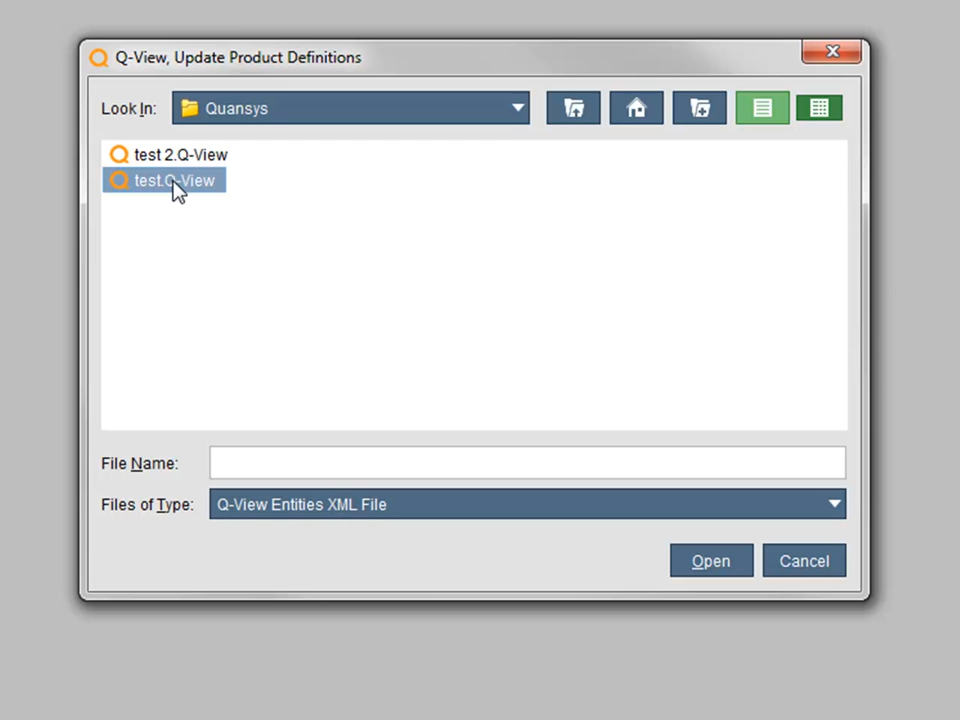 Q-View, Update Product Definitions
Look In: Quansys
test 2.Q-View
test.Q-View
File Name:
Files of Type: Q-View Entities XML File
Open Cancel